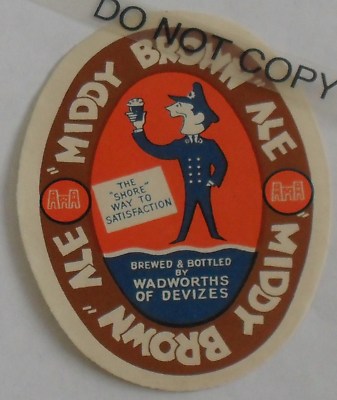 DO NOT COPY
"MIDDY BROWN" ALE
THE
"SHORE"
WAY TO
SATISFACTION
BREWED & BOTTLED
BY
WADWORTHS
OF DEVIZES
"MIDDY BROWN" ALE